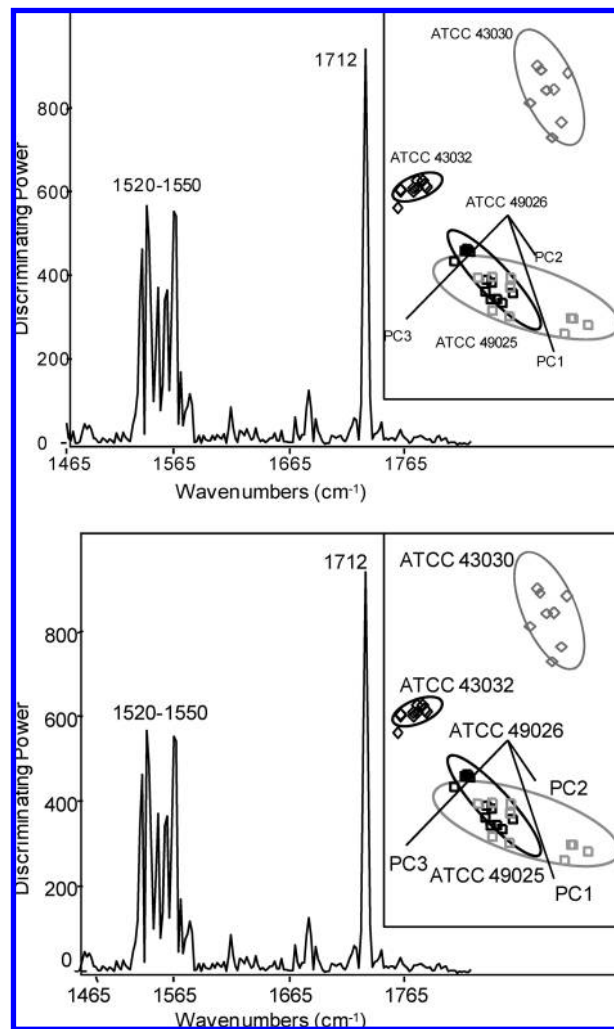 ATCC 43030
1712
800
ATCC 43032
1520-1550
600
ATCC 49026
Discriminating Power
400
PC2
PC3
ATCC 49025
PC1
200
0
1465
1565
1665
1765
Wavenumbers (cm⁻¹)
1712
ATCC 43030
800
ATCC 43032
1520-1550
600
ATCC 49026
Discriminating Power
400
PC2
PC3
ATCC 49025
PC1
200
0
1465
1565
1665
1765
Wavenumbers (cm⁻¹)